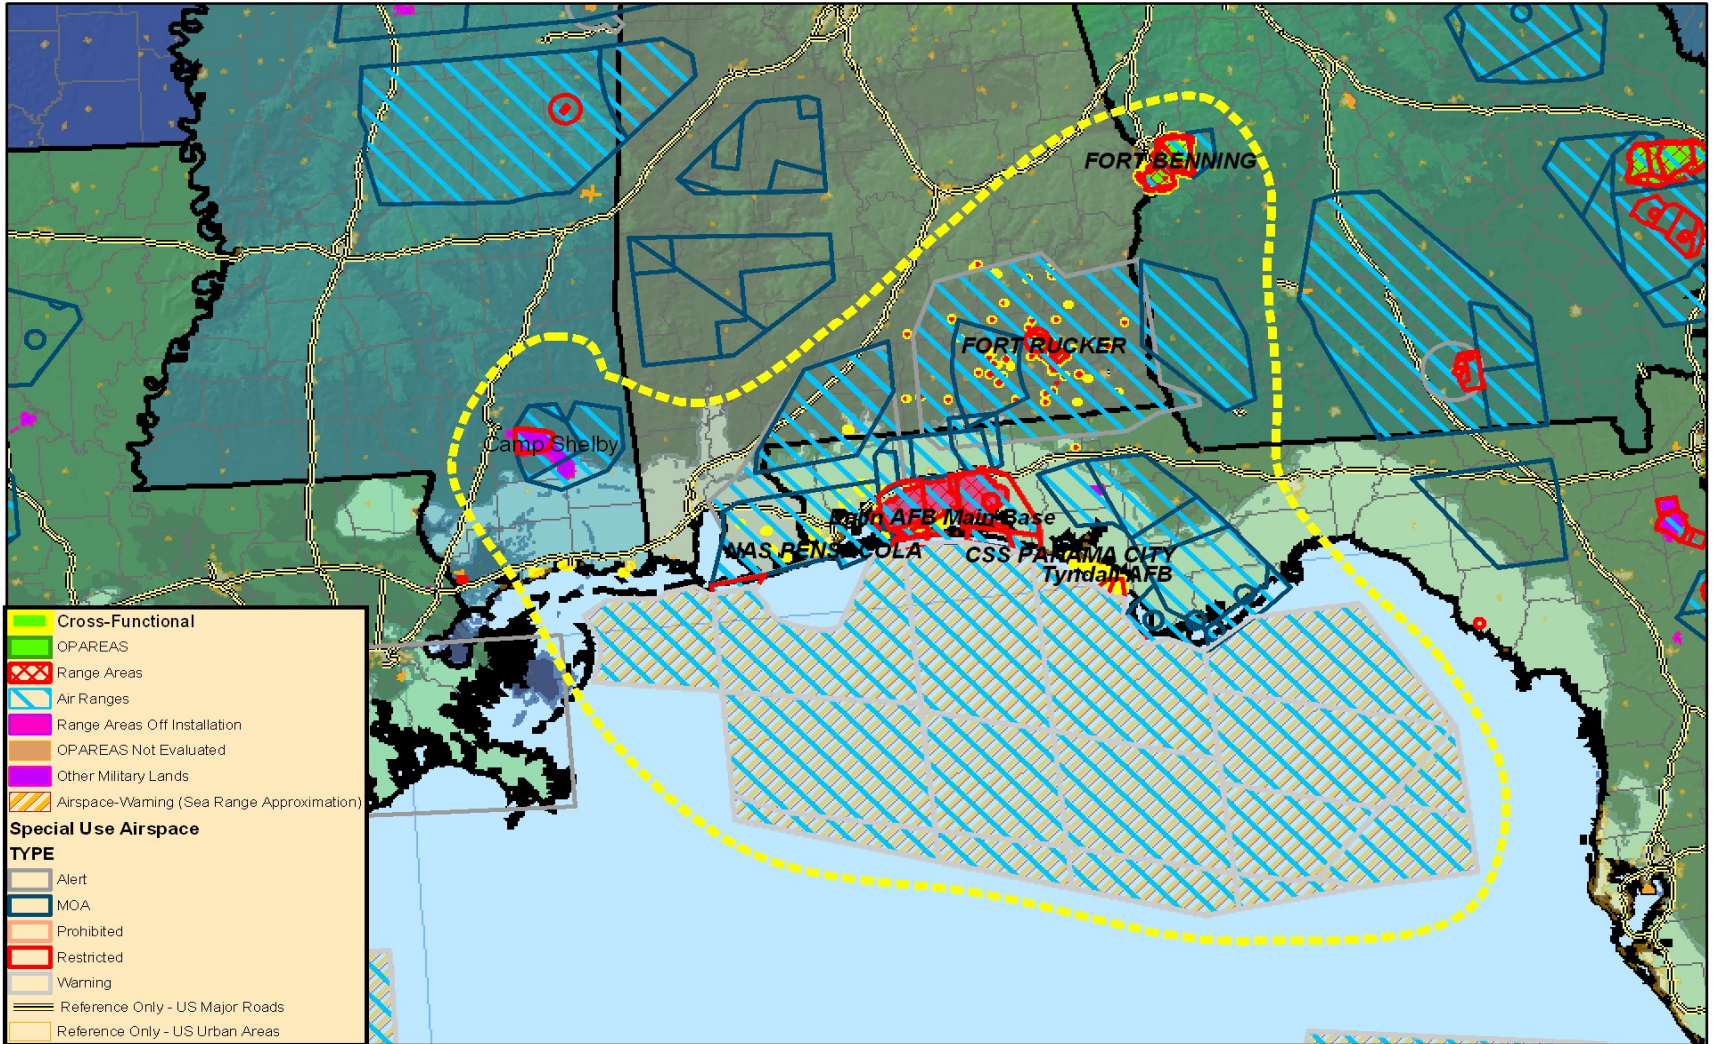 FORT BENNING
FORT RUCKER
Camp Shelby
Eglin AFB Main Base
NAS PENSACOLA
CSS PANAMA CITY
Tyndall AFB
Cross-Functional
OPAREAS
Range Areas
Air Ranges
Range Areas Off Installation
OPAREAS Not Evaluated
Other Military Lands
Airspace-Warning (Sea Range Approximation)
Special Use Airspace
TYPE
Alert
MOA
Prohibited
Restricted
Warning
Reference Only - US Major Roads
Reference Only - US Urban Areas